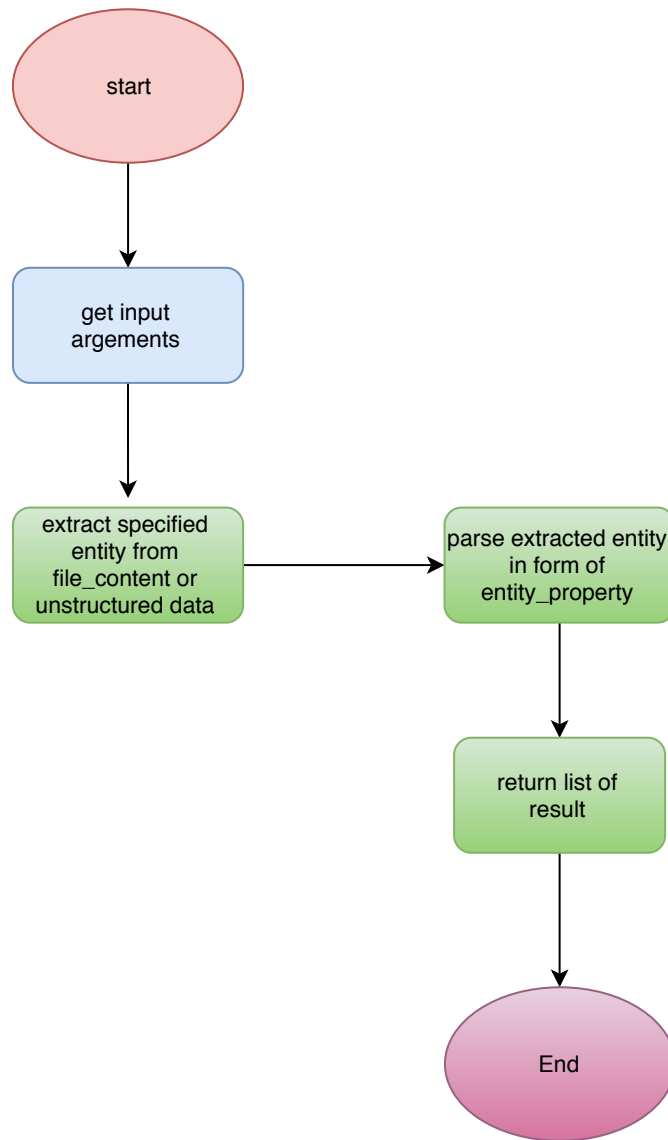 start
get input
argements
extract specified
entity from
file_content or
unstructured data
parse extracted entity
in form of
entity_property
return list of
result
End